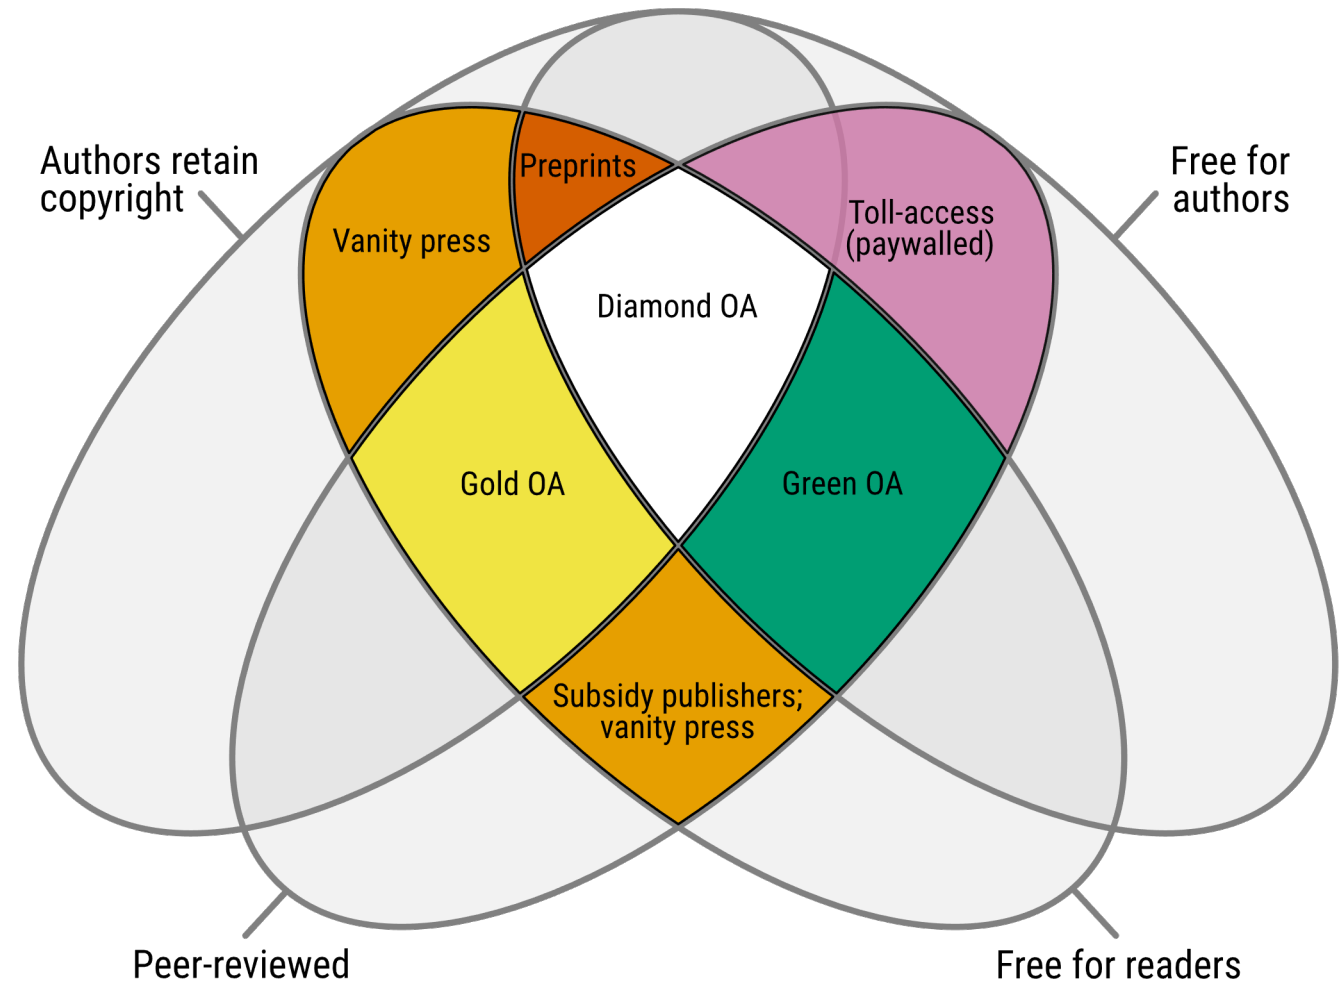 Authors retain
copyright
Free for
authors
Preprints
Vanity press
Toll-access
(paywalled)
Diamond OA
Gold OA
Green OA
Subsidy publishers;
vanity press
Peer-reviewed
Free for readers